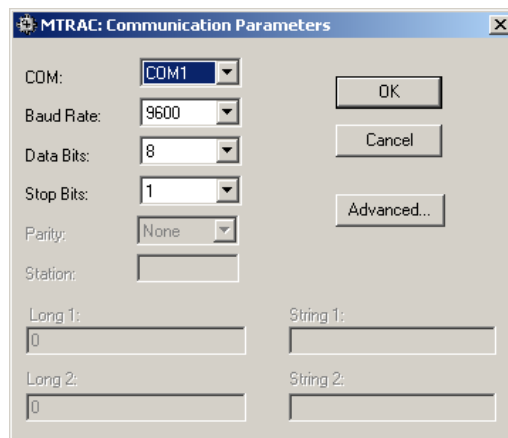 MTRAC: Communication Parameters
COM: COM1
OK
Baud Rate: 9600
Cancel
Data Bits: 8
Stop Bits: 1
Advanced...
Parity: None
Station:
Long 1: String 1:
0
Long 2: String 2:
0